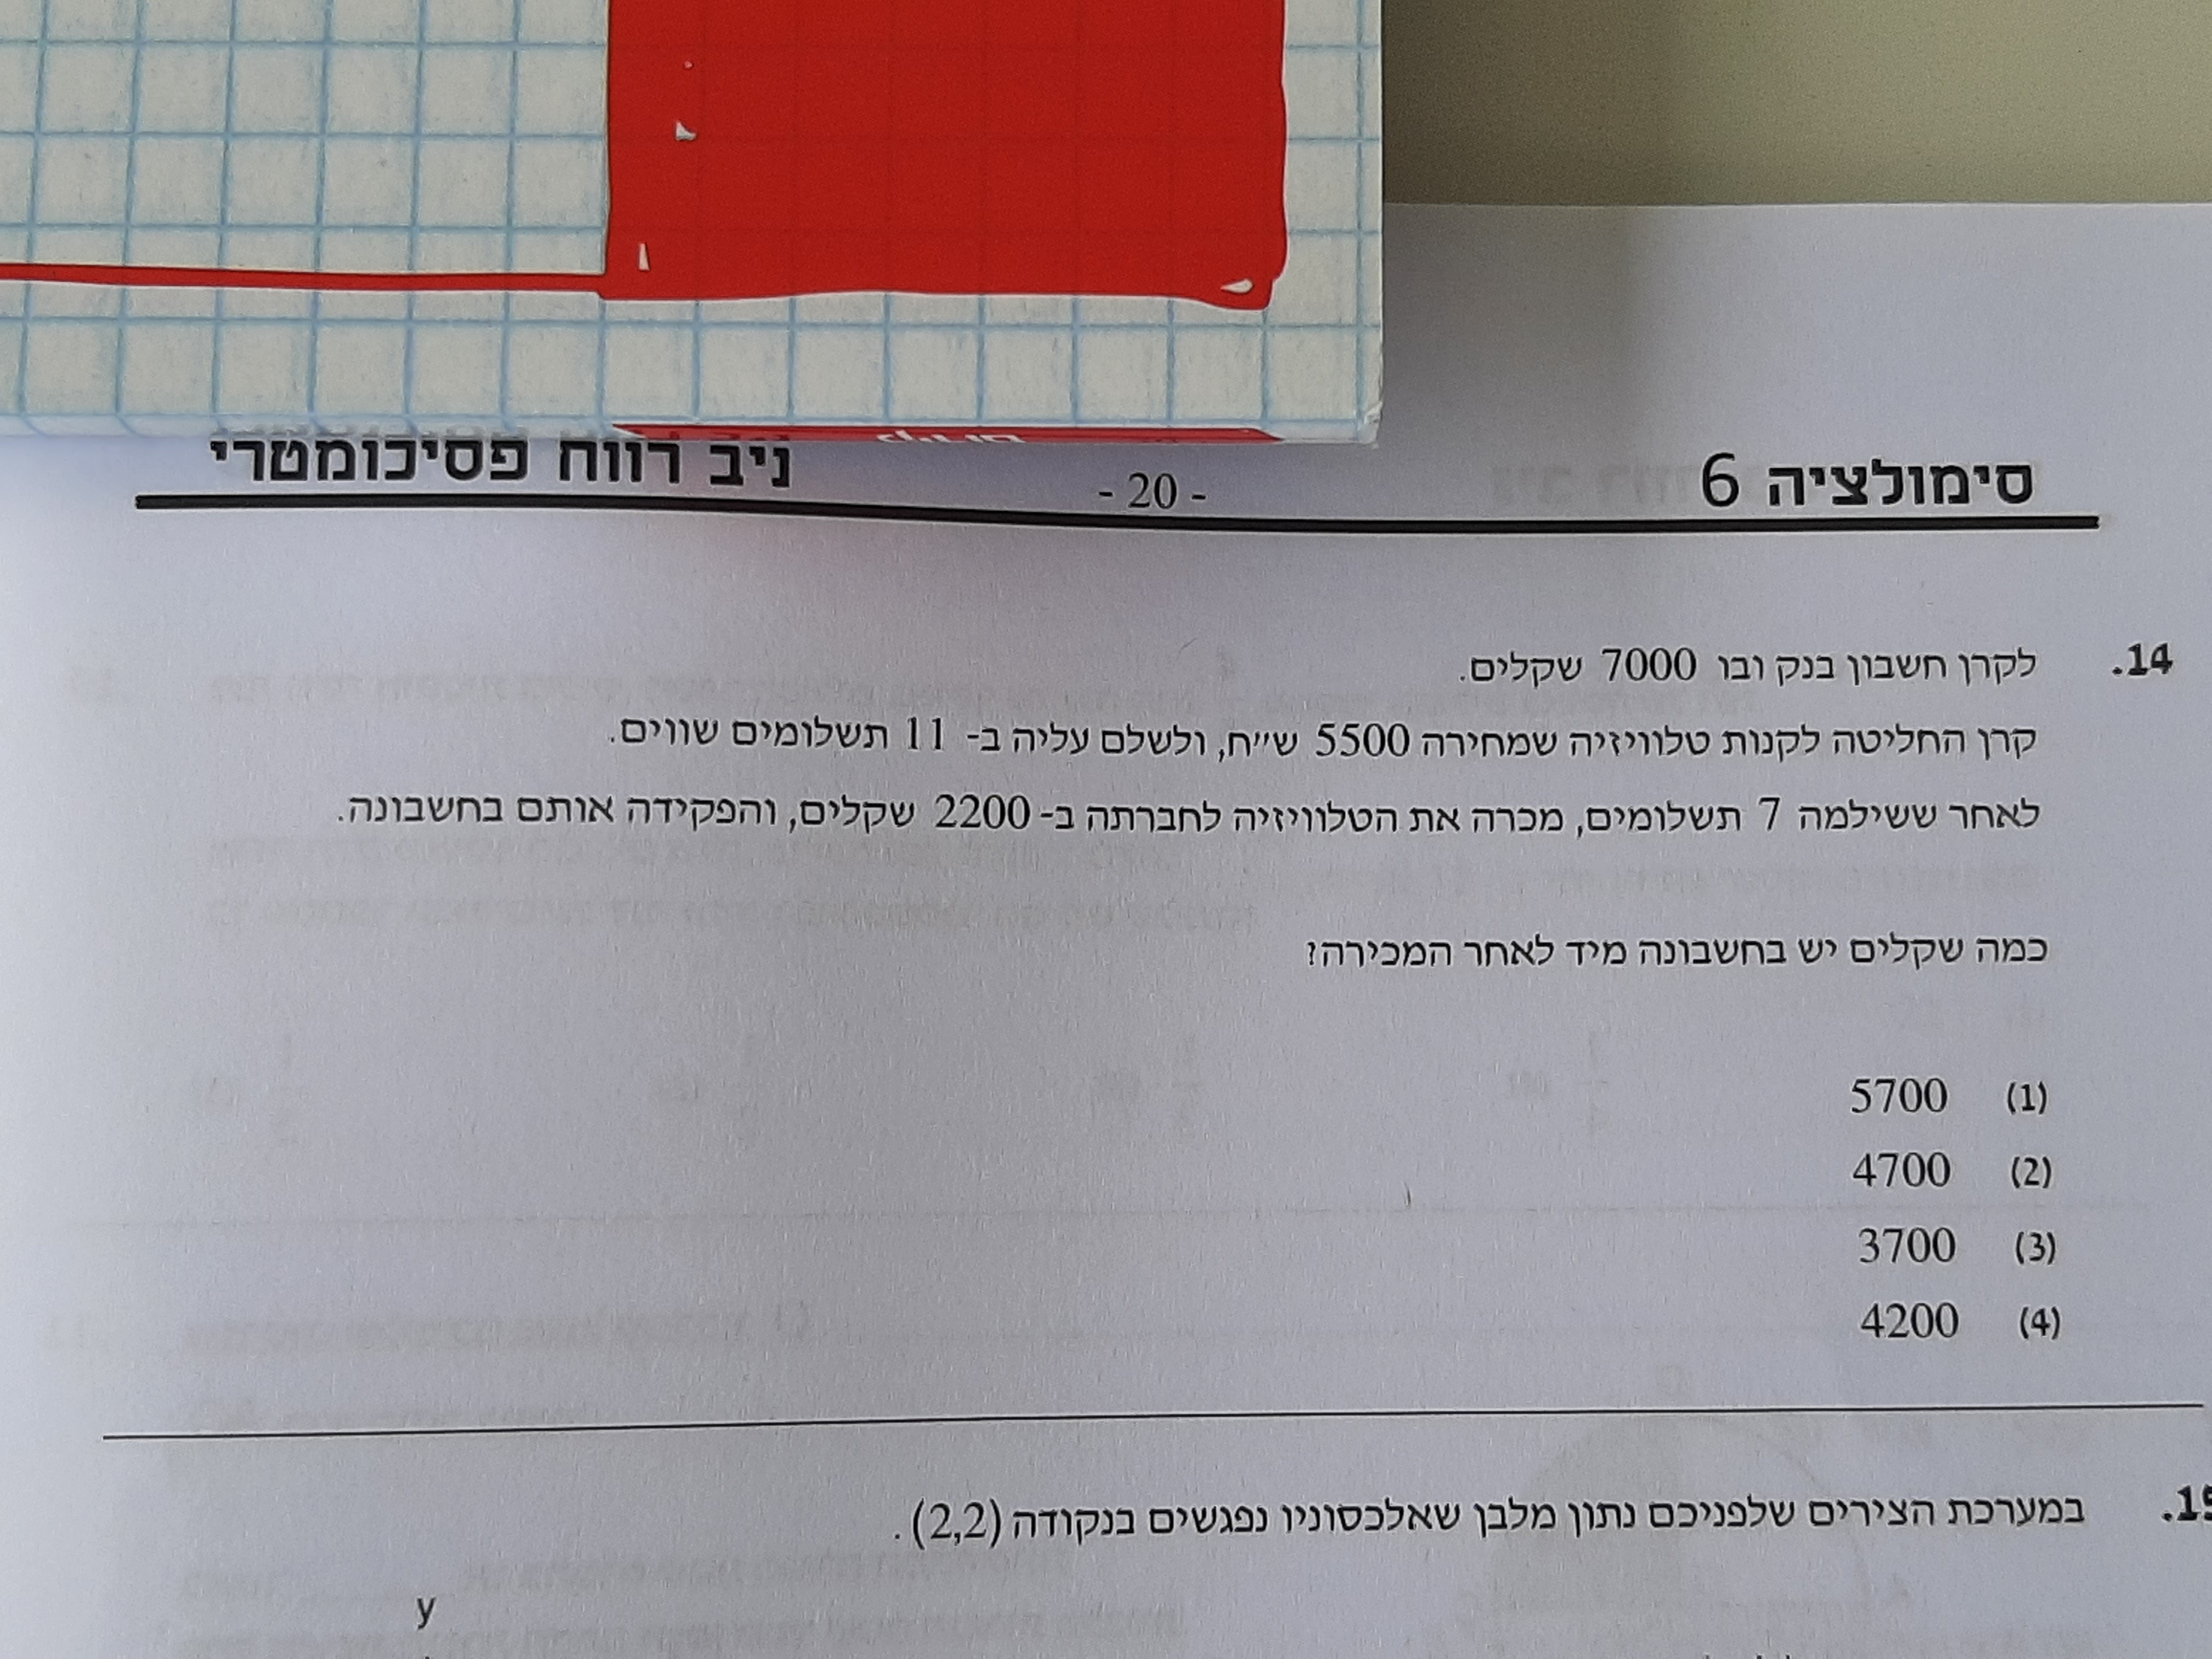 סימולציה 6
- 20 -
ניב רווח פסיכומטרי
14.
לקרן חשבון בנק ובו 7000 שקלים.
קרן החליטה לקנות טלוויזיה שמחירה 5500 ש״ח, ולשלם עליה ב- 11 תשלומים שווים.
לאחר ששילמה 7 תשלומים, מכרה את הטלוויזיה לחברתה ב- 2200 שקלים, והפקידה אותם בחשבונה.
כמה שקלים יש בחשבונה מיד לאחר המכירה?
(1) 5700
(2) 4700
(3) 3700
(4) 4200
15.
במערכת הצירים שלפניכם נתון מלבן שאלכסוניו נפגשים בנקודה (2,2).
y